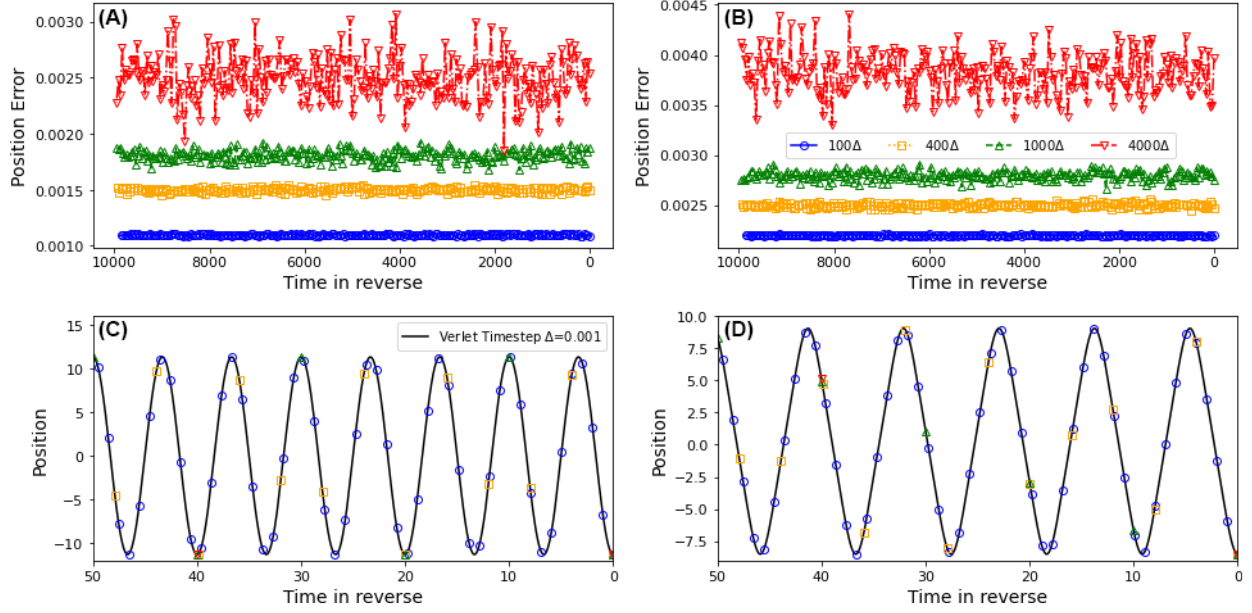 (A)
Position Error
0.0030
0.0025
0.0020
0.0015
0.0010
10000 8000 6000 4000 2000 0
Time in reverse
(B)
Position Error
0.0045
0.0040
0.0035
0.0030
0.0025
100Δ 400Δ 1000Δ 4000Δ
10000 8000 6000 4000 2000 0
Time in reverse
(C)
Position
15
10
5
0
−5
−10
Verlet Timestep Δ=0.001
50 40 30 20 10 0
Time in reverse
(D)
Position
10.0
7.5
5.0
2.5
0.0
−2.5
−5.0
−7.5
50 40 30 20 10 0
Time in reverse